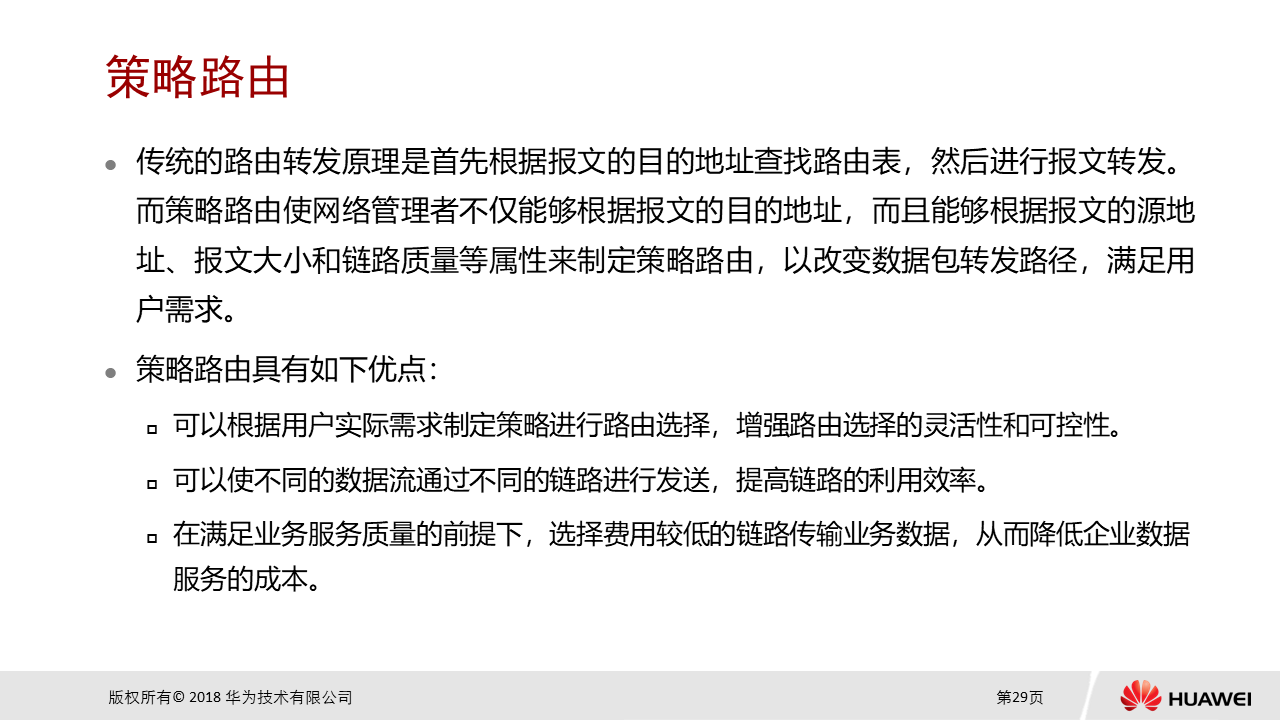 策略路由
传统的路由转发原理是首先根据报文的目的地址查找路由表，然后进行报文转发。
而策略路由使网络管理者不仅能够根据报文的目的地址，而且能够根据报文的源地
址、报文大小和链路质量等属性来制定策略路由，以改变数据包转发路径，满足用
户需求。
策略路由具有如下优点：
可以根据用户实际需求制定策略进行路由选择，增强路由选择的灵活性和可控性。
可以使不同的数据流通过不同的链路进行发送，提高链路的利用效率。
在满足业务服务质量的前提下，选择费用较低的链路传输业务数据，从而降低企业数据
服务的成本。
版权所有© 2018 华为技术有限公司
第29页
HUAWEI